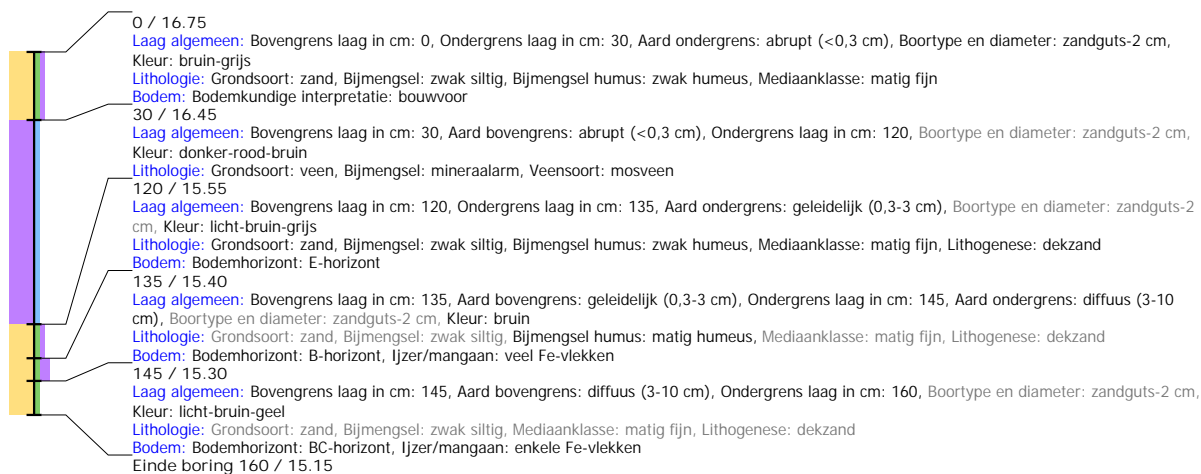 0 / 16.75
Laag algemeen: Bovengrens laag in cm: 0, Ondergrens laag in cm: 30, Aard ondergrens: abrupt (<0,3 cm), Boortype en diameter: zandguts-2 cm,
Kleur: bruin-grijs
Lithologie: Grondsoort: zand, Bijmengsel: zwak siltig, Bijmengsel humus: zwak humeus, Mediaanklasse: matig fijn
Bodem: Bodemkundige interpretatie: bouwvoor
30 / 16.45
Laag algemeen: Bovengrens laag in cm: 30, Aard bovengrens: abrupt (<0,3 cm), Ondergrens laag in cm: 120, Boortype en diameter: zandguts-2 cm,
Kleur: donker-rood-bruin
Lithologie: Grondsoort: veen, Bijmengsel: mineraalarm, Veensoort: mosveen
120 / 15.55
Laag algemeen: Bovengrens laag in cm: 120, Ondergrens laag in cm: 135, Aard ondergrens: geleidelijk (0,3-3 cm), Boortype en diameter: zandguts-2
cm, Kleur: licht-bruin-grijs
Lithologie: Grondsoort: zand, Bijmengsel: zwak siltig, Bijmengsel humus: zwak humeus, Mediaanklasse: matig fijn, Lithogenese: dekzand
Bodem: Bodemhorizont: E-horizont
135 / 15.40
Laag algemeen: Bovengrens laag in cm: 135, Aard bovengrens: geleidelijk (0,3-3 cm), Ondergrens laag in cm: 145, Aard ondergrens: diffuus (3-10
cm), Boortype en diameter: zandguts-2 cm, Kleur: bruin
Lithologie: Grondsoort: zand, Bijmengsel: zwak siltig, Bijmengsel humus: matig humeus, Mediaanklasse: matig fijn, Lithogenese: dekzand
Bodem: Bodemhorizont: B-horizont, Ijzer/mangaan: veel Fe-vlekken
145 / 15.30
Laag algemeen: Bovengrens laag in cm: 145, Aard bovengrens: diffuus (3-10 cm), Ondergrens laag in cm: 160, Boortype en diameter: zandguts-2 cm,
Kleur: licht-bruin-geel
Lithologie: Grondsoort: zand, Bijmengsel: zwak siltig, Mediaanklasse: matig fijn, Lithogenese: dekzand
Bodem: Bodemhorizont: BC-horizont, Ijzer/mangaan: enkele Fe-vlekken
Einde boring 160 / 15.15